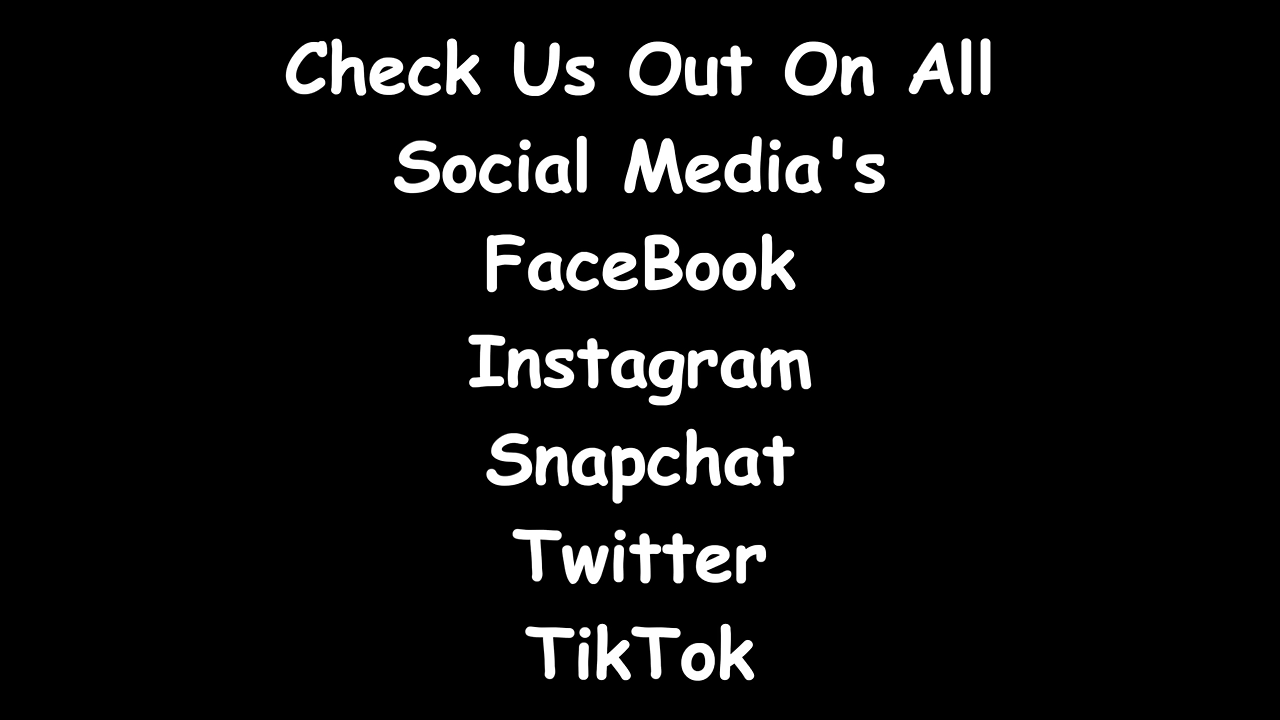 Check Us Out On All
Social Media's
FaceBook
Instagram
Snapchat
Twitter
TikTok